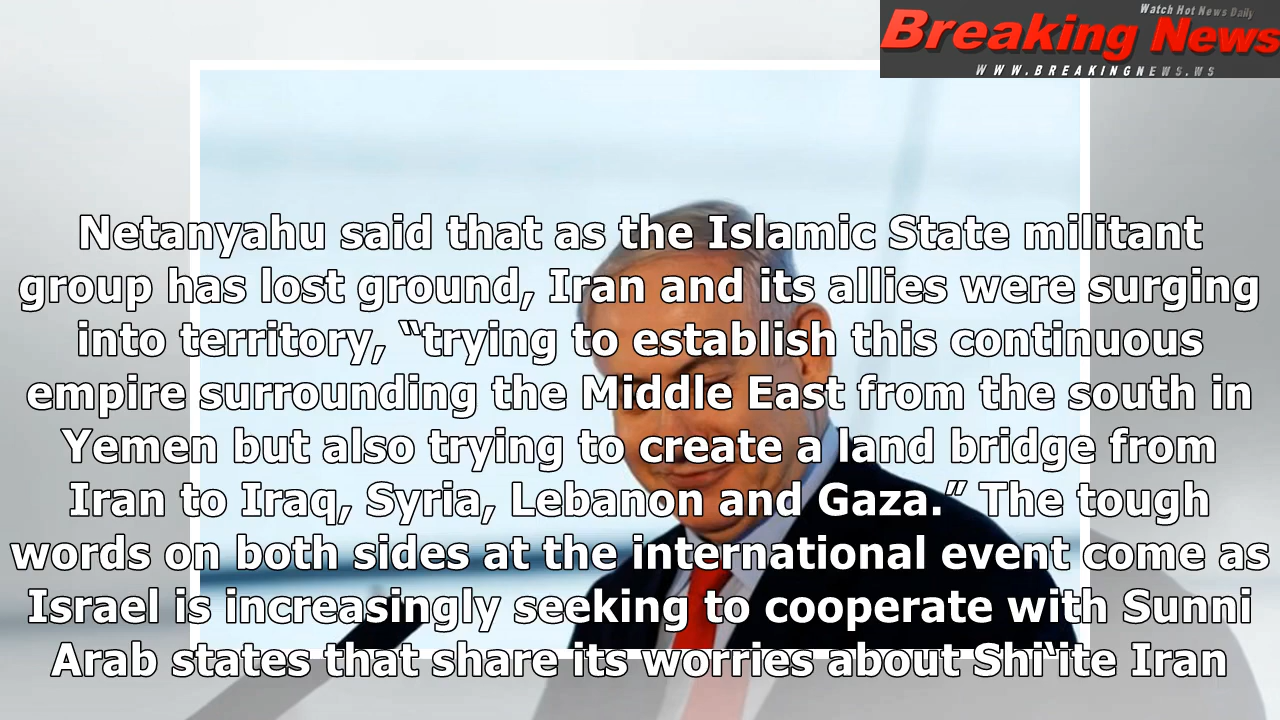 Watch Hot News Daily
Breaking News
WWW.BREAKINGNEWS.WS
Netanyahu said that as the Islamic State militant
group has lost ground, Iran and its allies were surging
into territory, “trying to establish this continuous
empire surrounding the Middle East from the south in
Yemen but also trying to create a land bridge from
Iran to Iraq, Syria, Lebanon and Gaza.” The tough
words on both sides at the international event come as
Israel is increasingly seeking to cooperate with Sunni
Arab states that share its worries about Shi‘ite Iran